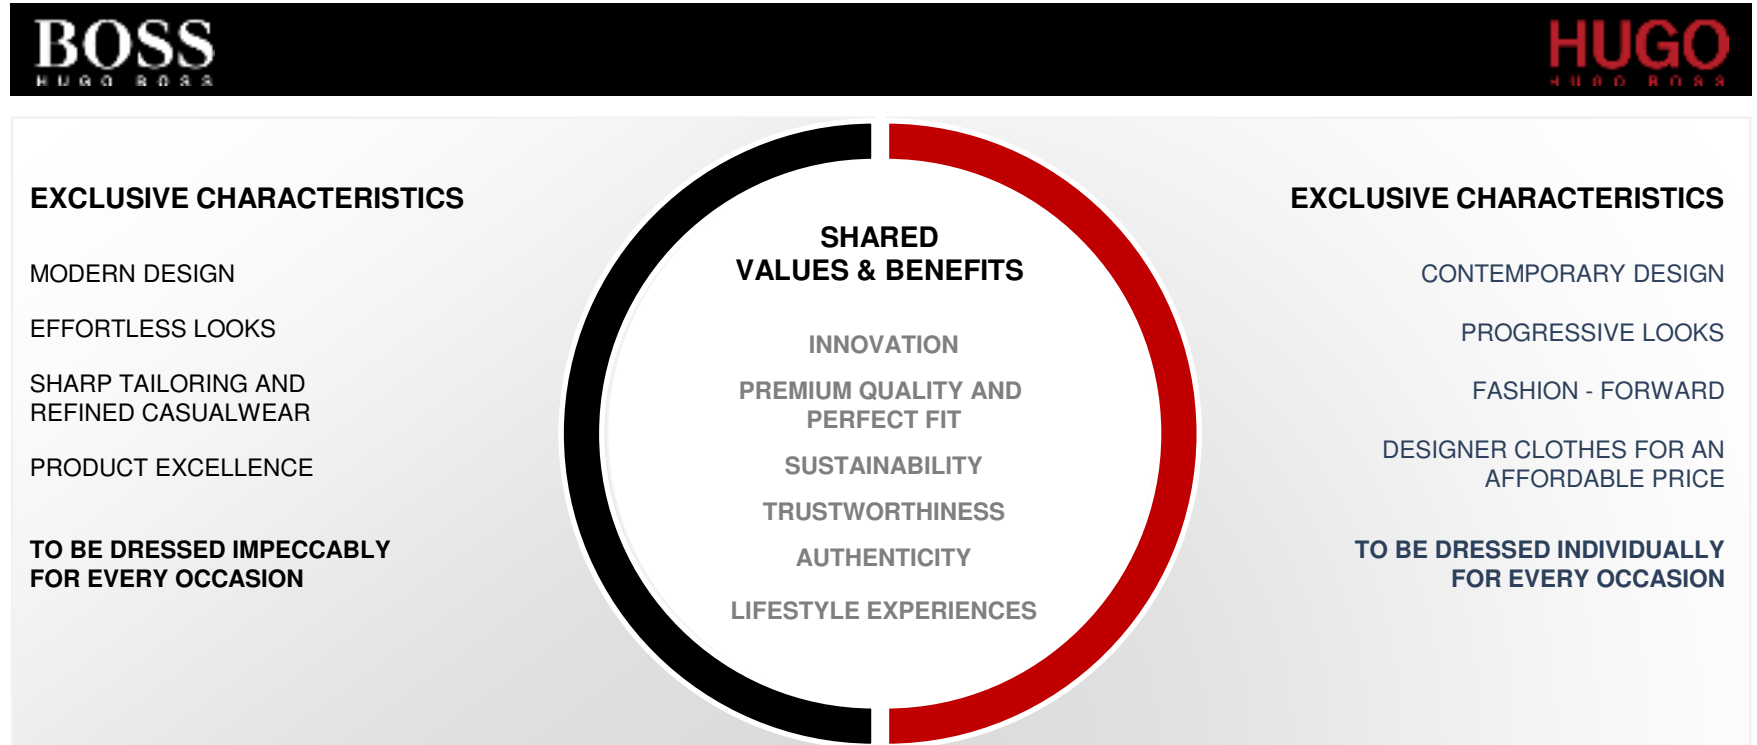 BOSS
HUGO BOSS
HUGO
HUGO BOSS
EXCLUSIVE CHARACTERISTICS
MODERN DESIGN
EFFORTLESS LOOKS
SHARP TAILORING AND
REFINED CASUALWEAR
PRODUCT EXCELLENCE
TO BE DRESSED IMPECCABLY
FOR EVERY OCCASION
SHARED
VALUES & BENEFITS
INNOVATION
PREMIUM QUALITY AND
PERFECT FIT
SUSTAINABILITY
TRUSTWORTHINESS
AUTHENTICITY
LIFESTYLE EXPERIENCES
EXCLUSIVE CHARACTERISTICS
CONTEMPORARY DESIGN
PROGRESSIVE LOOKS
FASHION - FORWARD
DESIGNER CLOTHES FOR AN
AFFORDABLE PRICE
TO BE DRESSED INDIVIDUALLY
FOR EVERY OCCASION